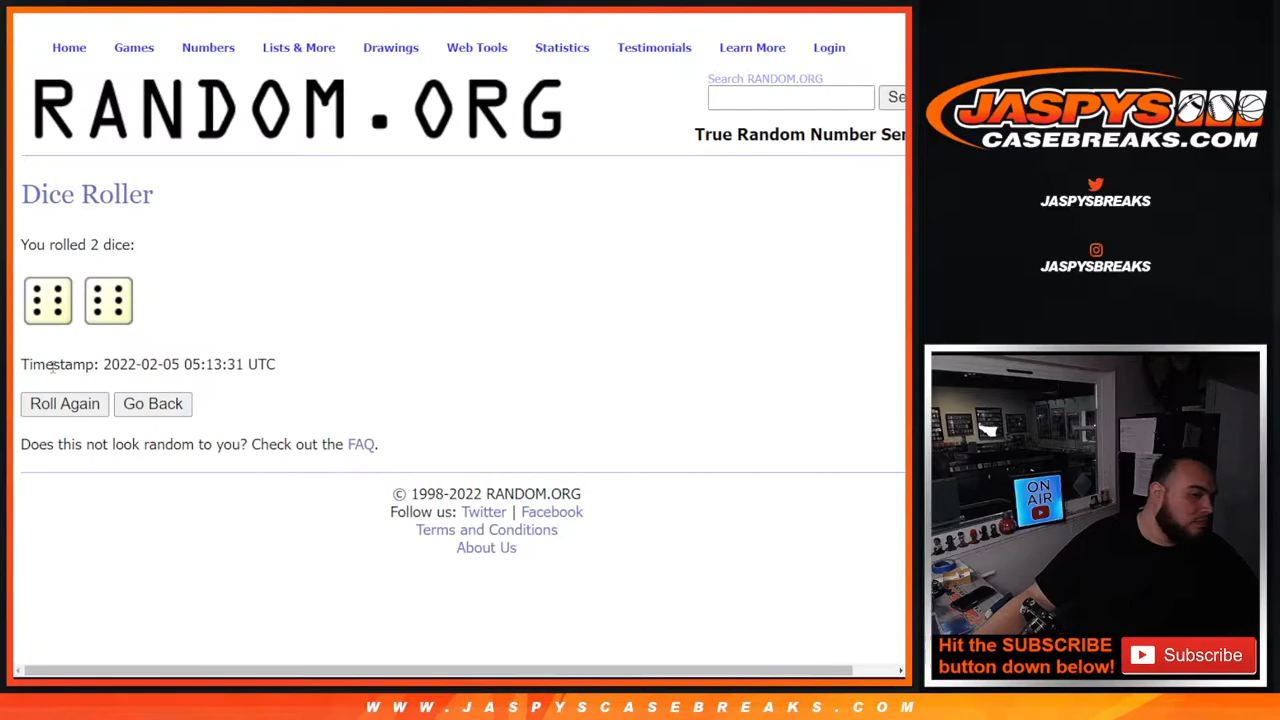 Home Games Numbers Lists & More Drawings Web Tools Statistics Testimonials Learn More Login
RANDOM.ORG
Search RANDOM.ORG
Se
True Random Number Ser
Dice Roller
You rolled 2 dice:
Timestamp: 2022-02-05 05:13:31 UTC
Roll Again Go Back
Does this not look random to you? Check out the FAQ.
© 1998-2022 RANDOM.ORG
Follow us: Twitter | Facebook
Terms and Conditions
About Us
JASPYS
CASEBREAKS.COM
JASPYSBREAKS
JASPYSBREAKS
ON
AIR
Hit the SUBSCRIBE
button down below!
Subscribe
WWW.JASPYSCASEBREAKS.COM